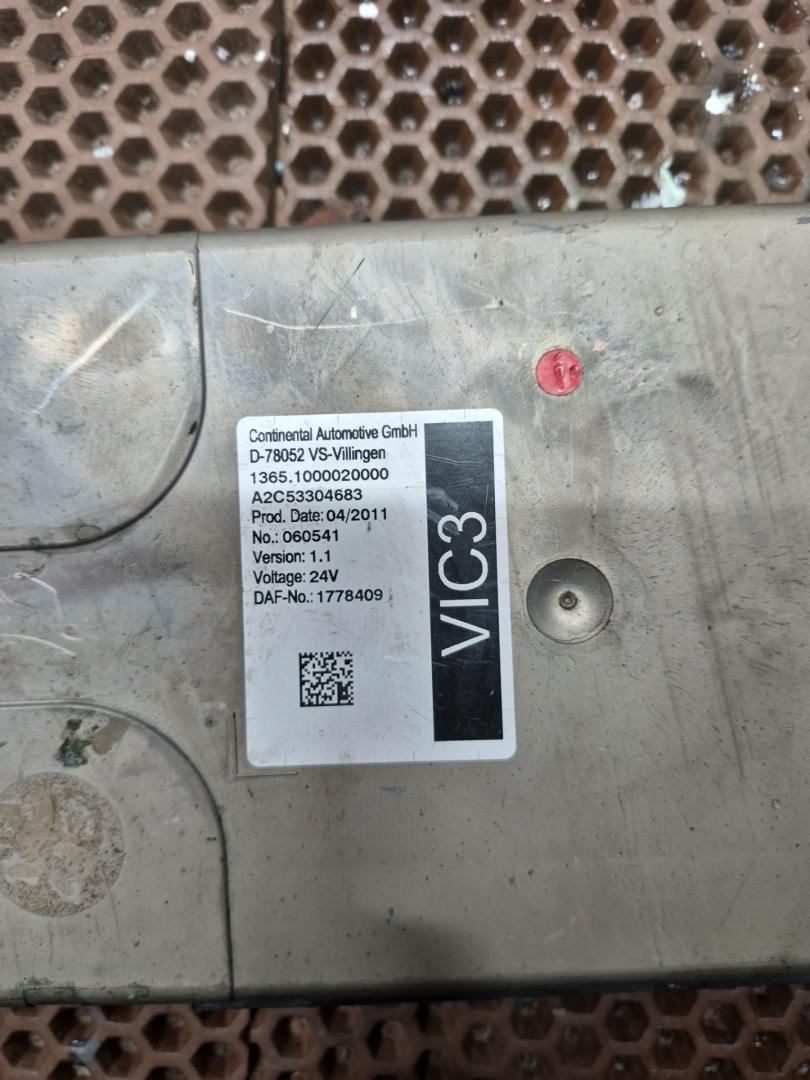 Continental Automotive GmbH
D-78052 VS-Villingen
1365.1000020000
A2C53304683
Prod. Date: 04/2011
No.: 060541
Version: 1.1
Voltage: 24V
DAF-No.: 1778409
VIC3